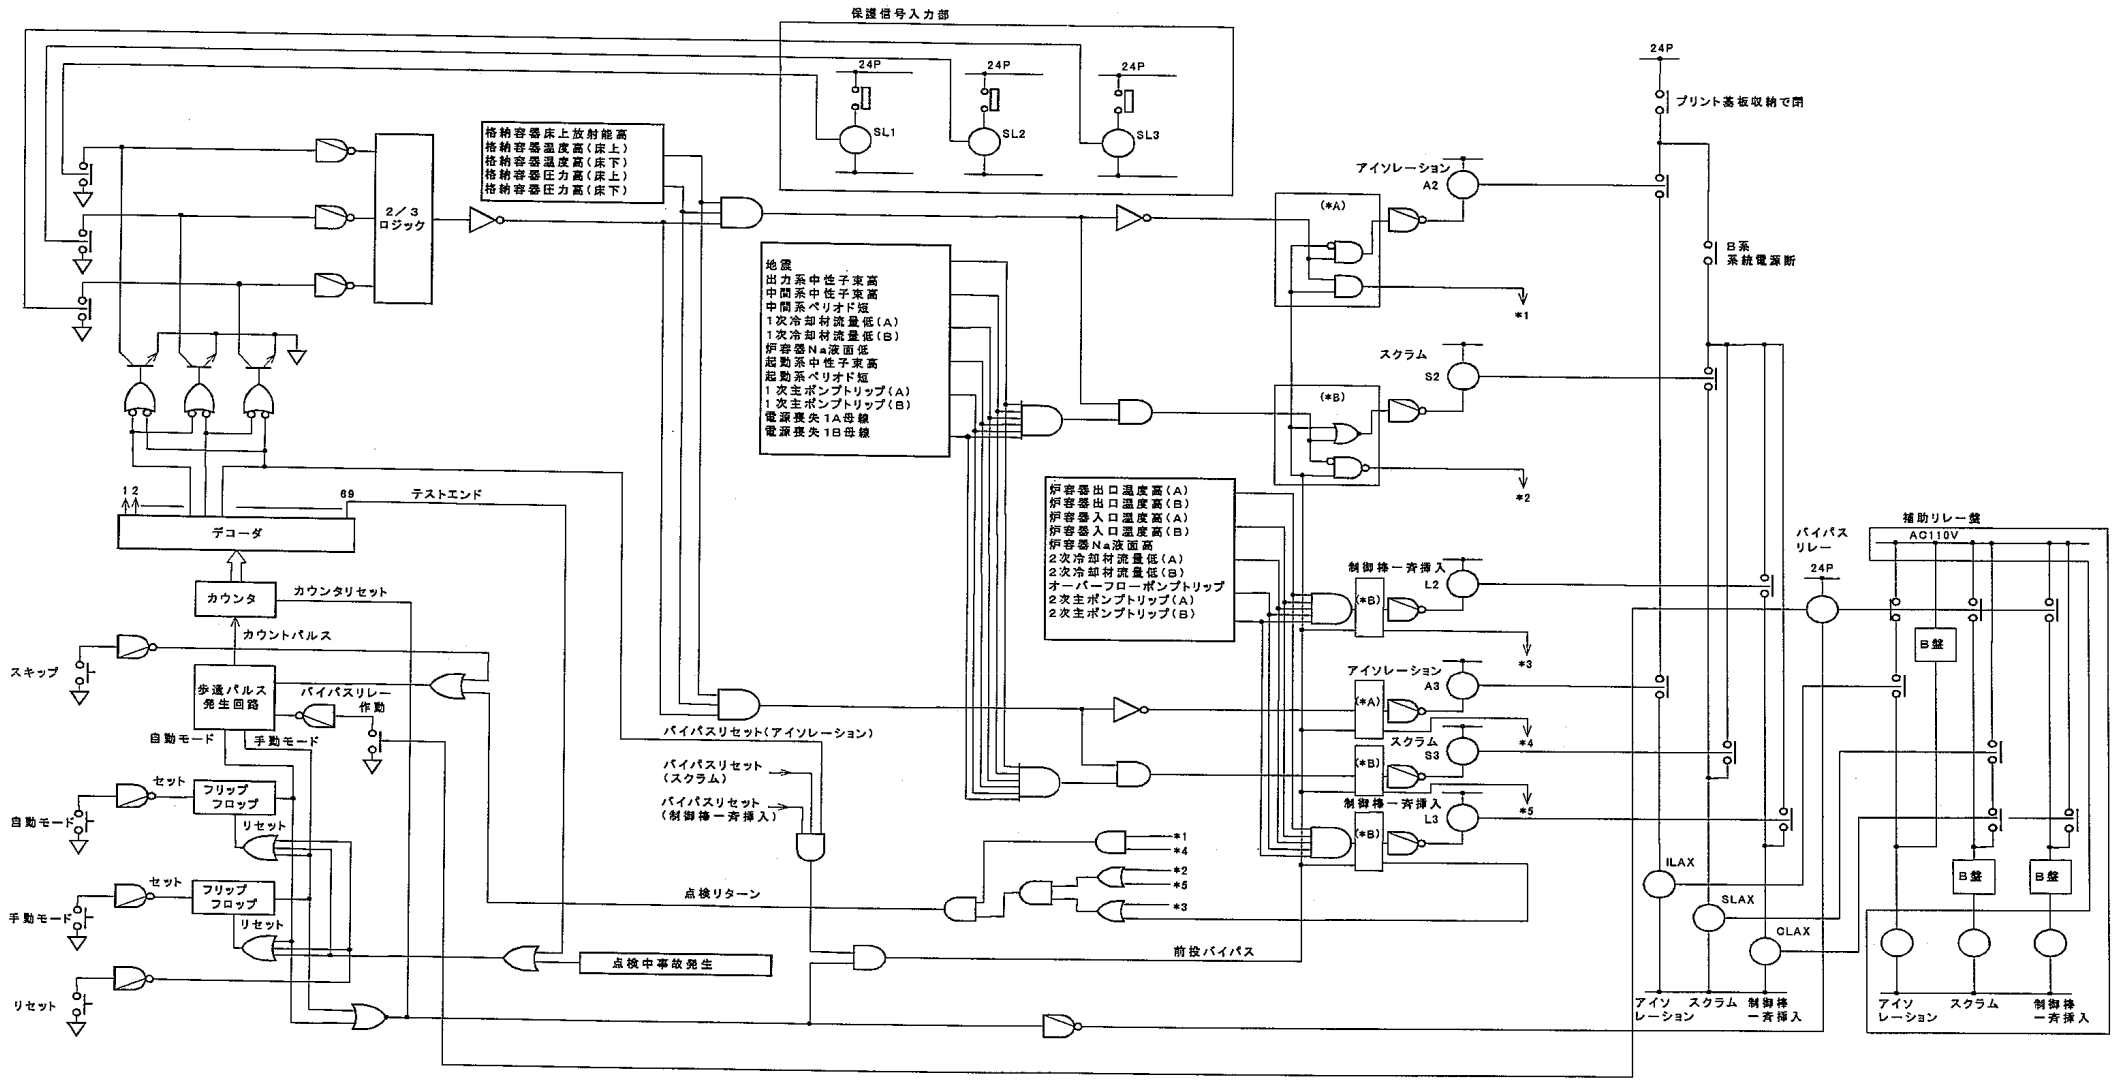 保護信号入力部
24P
24P
24P
SL1
SL2
SL3
24P
プリント基板収納で閉
格納容器床上放射能高
格納容器温度高(床上)
格納容器温度高(床下)
格納容器圧力高(床上)
格納容器圧力高(床下)
2/3
ロジック
アイソレーション
A2
(*A)
*1
B系
系統電源断
地震
出力系中性子束高
中間系中性子束高
中間系ペリオド短
1次冷却材流量低(A)
1次冷却材流量低(B)
炉容器Na液面低
起動系中性子束高
起動系ペリオド短
1次主ポンプトリップ(A)
1次主ポンプトリップ(B)
電源喪失1A母線
電源喪失1B母線
スクラム
S2
(*B)
*2
炉容器出口温度高(A)
炉容器出口温度高(B)
炉容器入口温度高(A)
炉容器入口温度高(B)
炉容器Na液面高
2次冷却材流量低(A)
2次冷却材流量低(B)
オーバーフローポンプトリップ
2次主ポンプトリップ(A)
2次主ポンプトリップ(B)
12
69
テストエンド
デコーダ
カウンタ
カウンタリセット
カウントパルス
スキップ
歩進パルス
発生回路
バイパスリレー
作動
自動モード
手動モード
制御棒一斉挿入
L2
(*B)
*3
アイソレーション
A3
(*A)
*4
スクラム
S3
(*B)
*5
制御棒一斉挿入
L3
(*B)
バイパスリセット(アイソレーション)
バイパスリセット
(スクラム)
バイパスリセット
(制御棒一斉挿入)
*1
*4
*2
*5
*3
点検リターン
前投バイパス
点検中事故発生
自動モード
セット
フリップ
フロップ
リセット
手動モード
セット
フリップ
フロップ
リセット
リセット
バイパス
リレー
24P
補助リレー盤
AC110V
B盤
B盤
B盤
ILAX
SLAX
CLAX
アイソ
レーション
スクラム
制御棒
一斉挿入
アイソ
レーション
スクラム
制御棒
一斉挿入